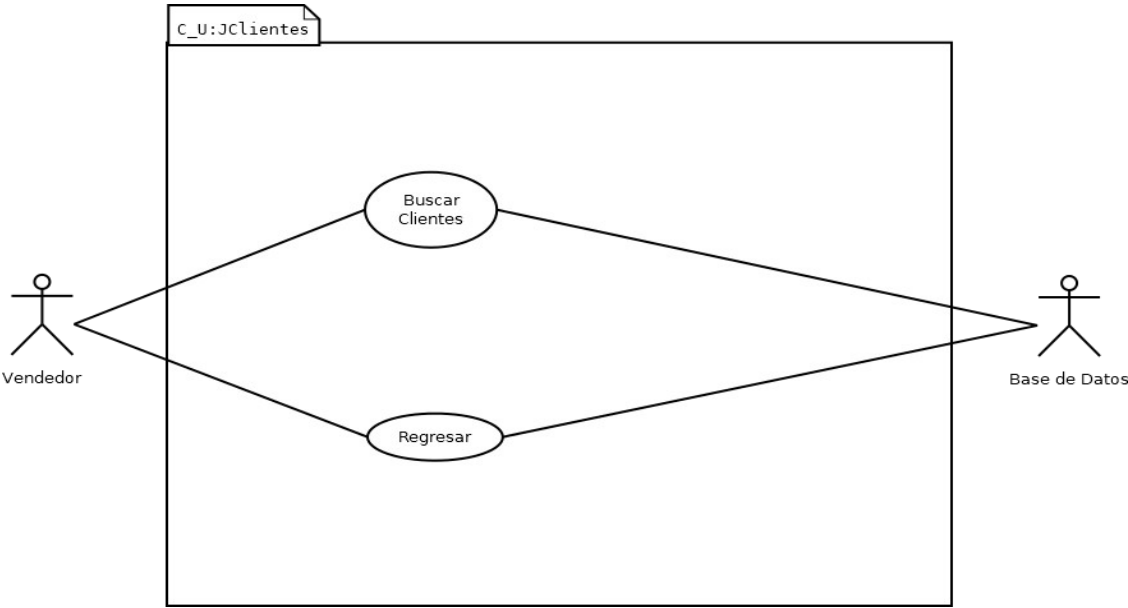 C_U:JClientes
Buscar
Clientes
Vendedor
Base de Datos
Regresar